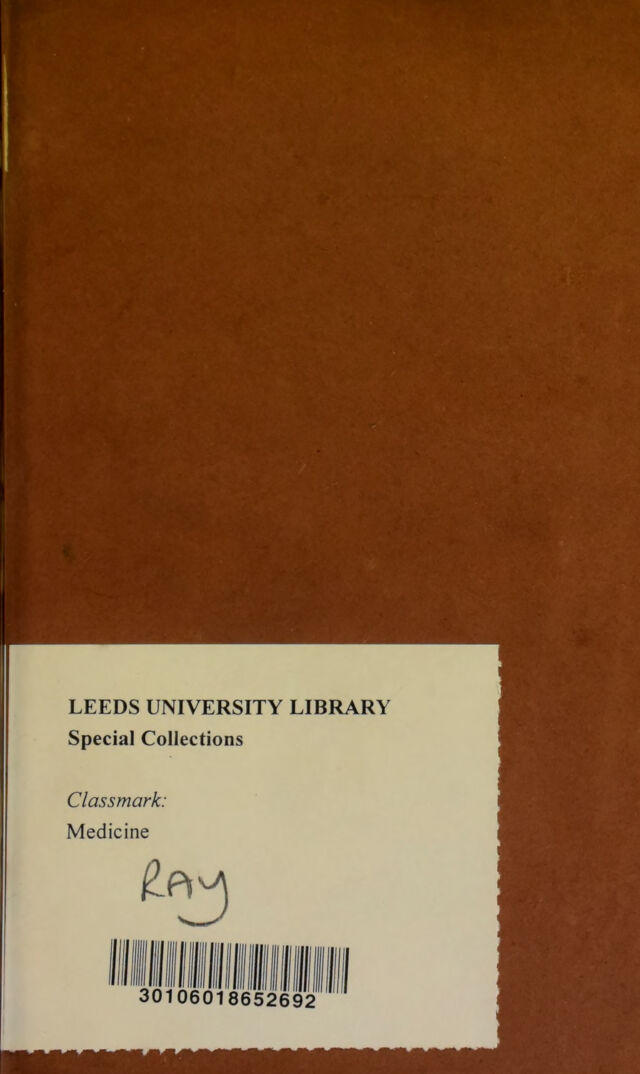 LEEDS UNIVERSITY LIBRARY
Special Collections
Classmark:
Medicine
RAY
30106018652692